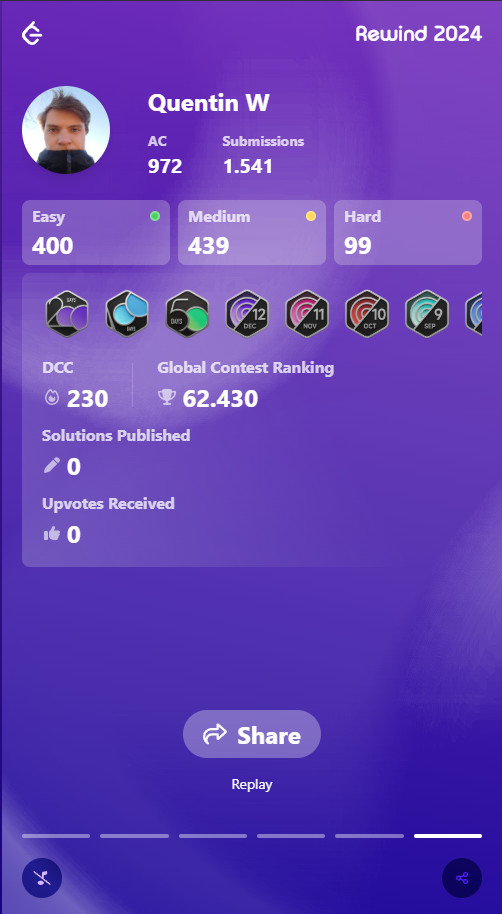 Rewind 2024
Quentin W
AC Submissions
972 1.541
Easy Medium Hard
400 439 99
DAYS DAYS 50 DAYS 12 DEC 11 NOV 10 OCT 9 SEP
DCC Global Contest Ranking
230 62.430
Solutions Published
0
Upvotes Received
0
Share
Replay